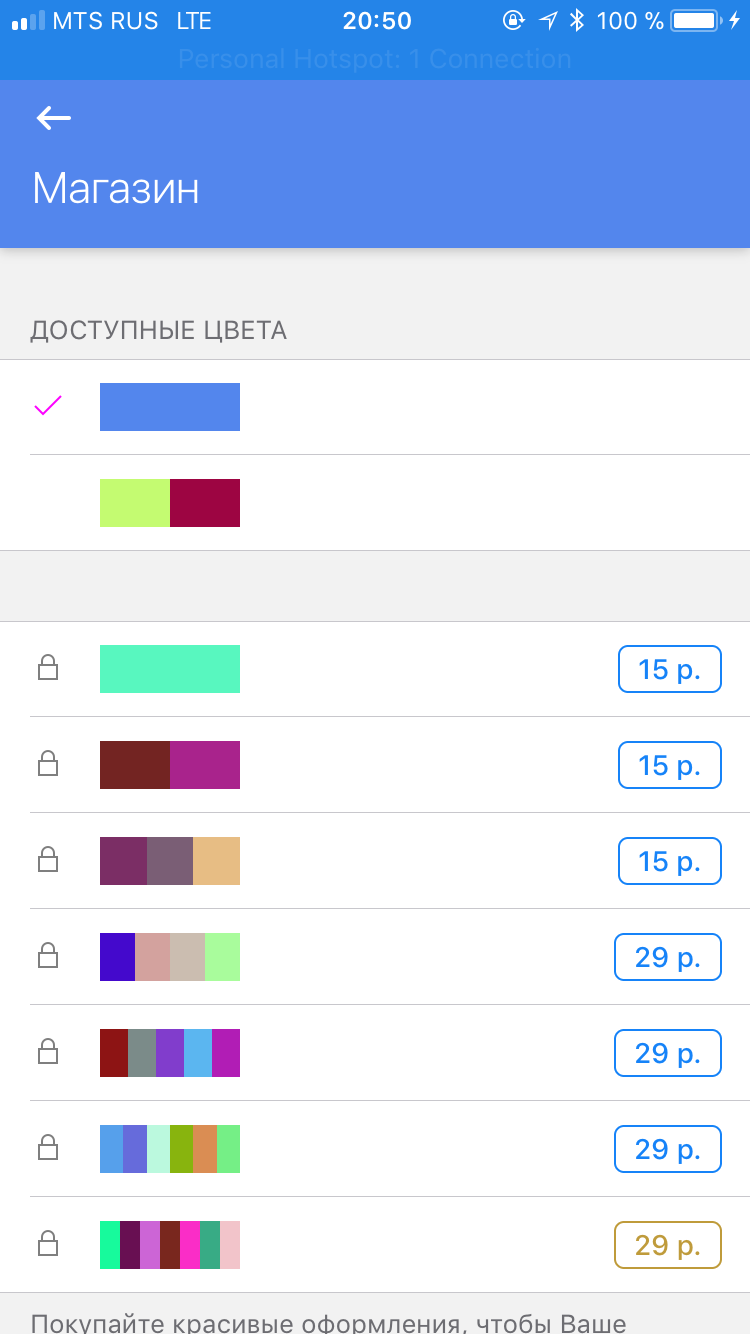 MTS RUS LTE 20:50 100 %
Personal Hotspot: 1 Connection
Магазин
ДОСТУПНЫЕ ЦВЕТА
15 р.
15 р.
15 р.
29 р.
29 р.
29 р.
29 р.
Покупайте красивые оформления, чтобы Ваше